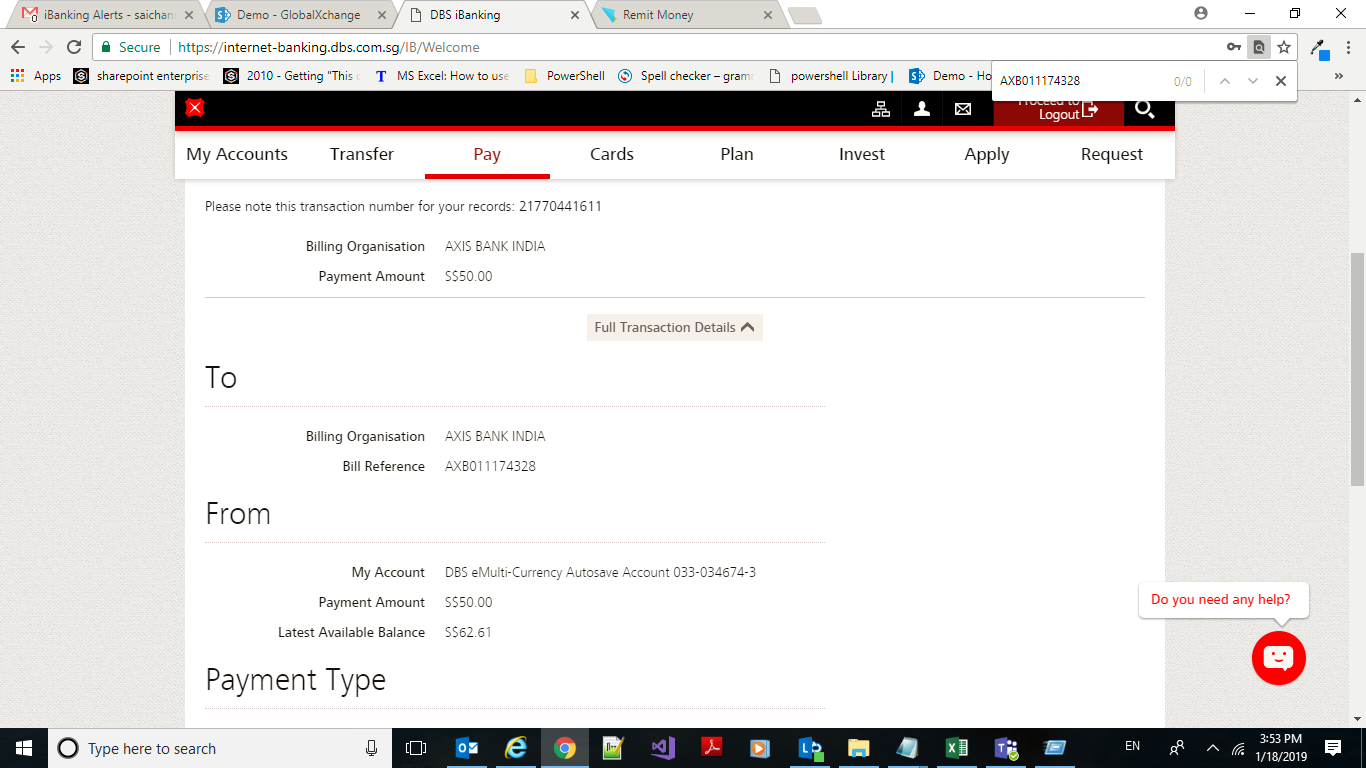 iBanking Alerts - saichan
Demo - GlobalXchange
DBS iBanking
Remit Money
Secure
https://internet-banking.dbs.com.sg/IB/Welcome
Apps
sharepoint enterprise
2010 - Getting "This c
MS Excel: How to use
PowerShell
Spell checker – gram
powershell Library |
Demo - Ho
AXB011174328
0/0
Proceed to
Logout
My Accounts
Transfer
Pay
Cards
Plan
Invest
Apply
Request
Please note this transaction number for your records: 21770441611
Billing Organisation AXIS BANK INDIA
Payment Amount S$50.00
Full Transaction Details
To
Billing Organisation AXIS BANK INDIA
Bill Reference AXB011174328
From
My Account DBS eMulti-Currency Autosave Account 033-034674-3
Payment Amount S$50.00
Latest Available Balance S$62.61
Do you need any help?
Payment Type
Type here to search
EN
3:53 PM
1/18/2019